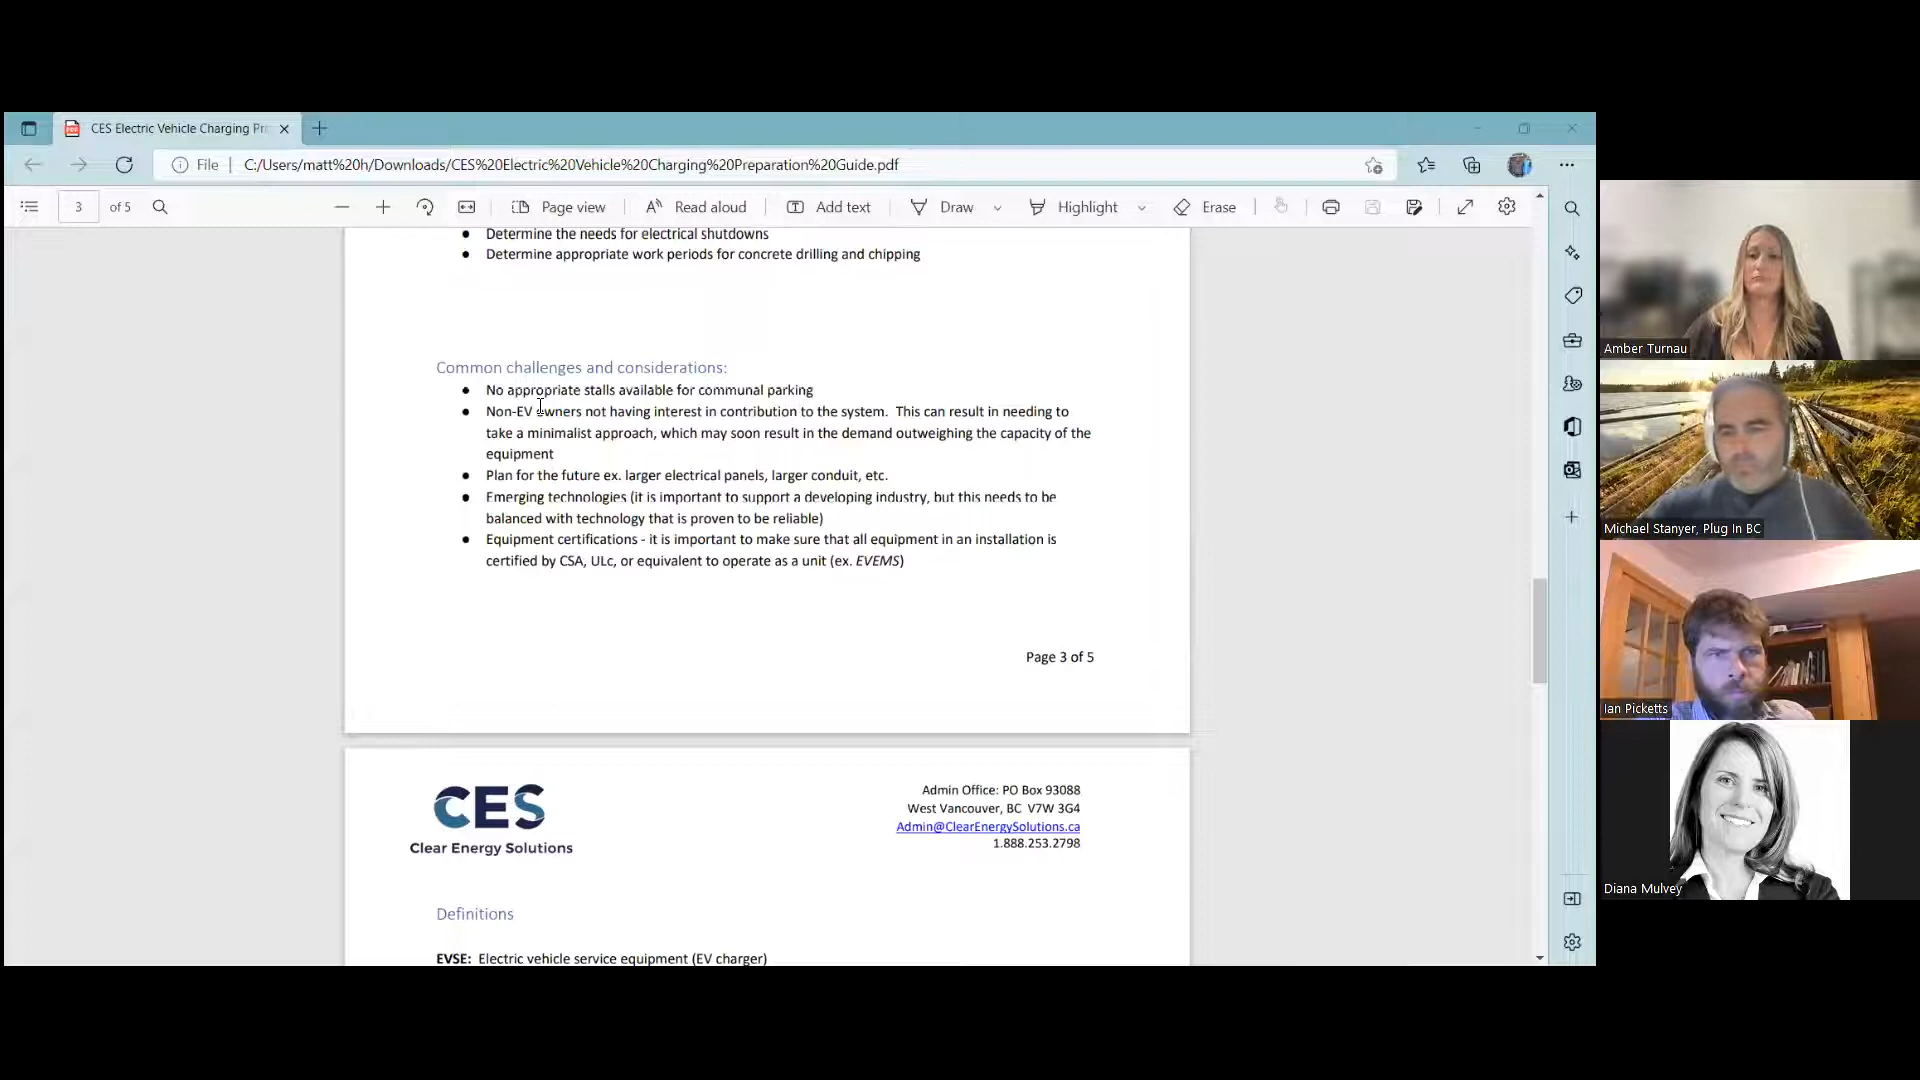 CES Electric Vehicle Charging Pr
File
C:/Users/matt%20h/Downloads/CES%20Electric%20Vehicle%20Charging%20Preparation%20Guide.pdf
3 of 5
Page view
Read aloud
Add text
Draw
Highlight
Erase
Determine the needs for electrical shutdowns
Determine appropriate work periods for concrete drilling and chipping
Common challenges and considerations:
No appropriate stalls available for communal parking
Non-EV owners not having interest in contribution to the system. This can result in needing to
take a minimalist approach, which may soon result in the demand outweighing the capacity of the
equipment
Plan for the future ex. larger electrical panels, larger conduit, etc.
Emerging technologies (it is important to support a developing industry, but this needs to be
balanced with technology that is proven to be reliable)
Equipment certifications - it is important to make sure that all equipment in an installation is
certified by CSA, ULc, or equivalent to operate as a unit (ex. EVEMS)
Page 3 of 5
CES
Clear Energy Solutions
Admin Office: PO Box 93088
West Vancouver, BC V7W 3G4
Admin@ClearEnergySolutions.ca
1.888.253.2798
Definitions
EVSE: Electric vehicle service equipment (EV charger)
Amber Turnau
Michael Stanyer, Plug In BC
Ian Picketts
Diana Mulvey